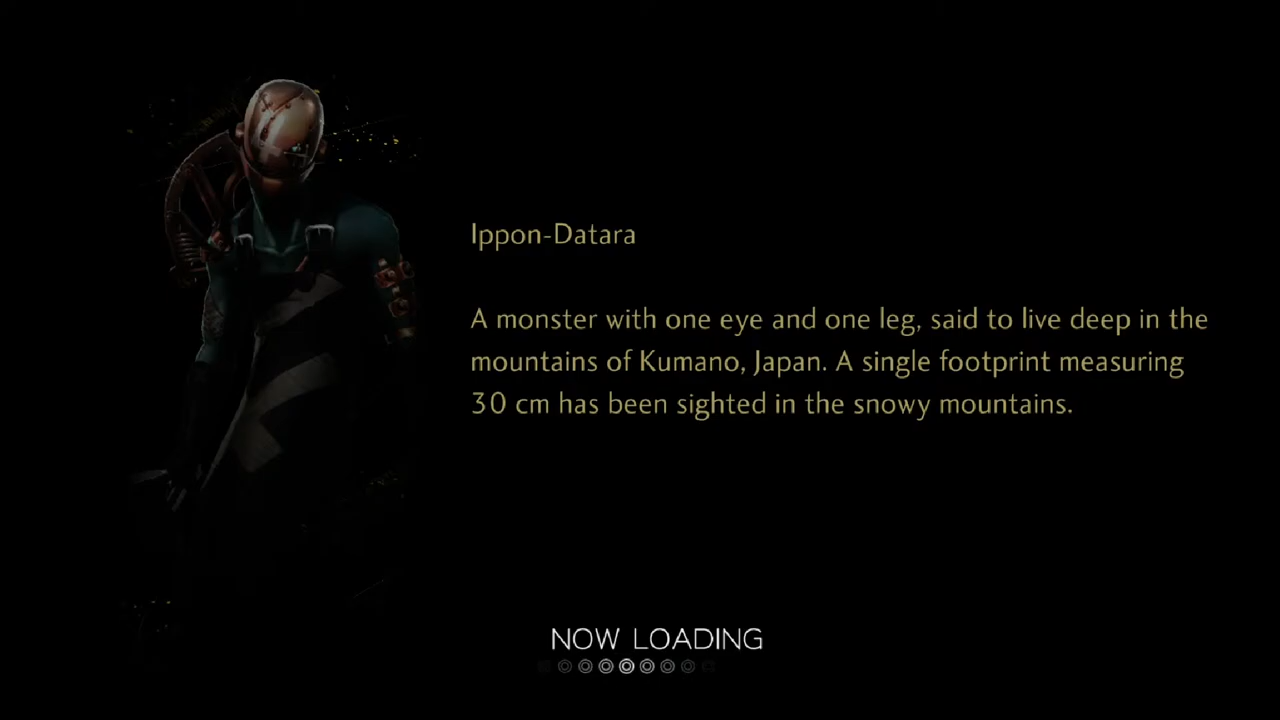 Ippon-Datara
A monster with one eye and one leg, said to live deep in the
mountains of Kumano, Japan. A single footprint measuring
30 cm has been sighted in the snowy mountains.
NOW LOADING